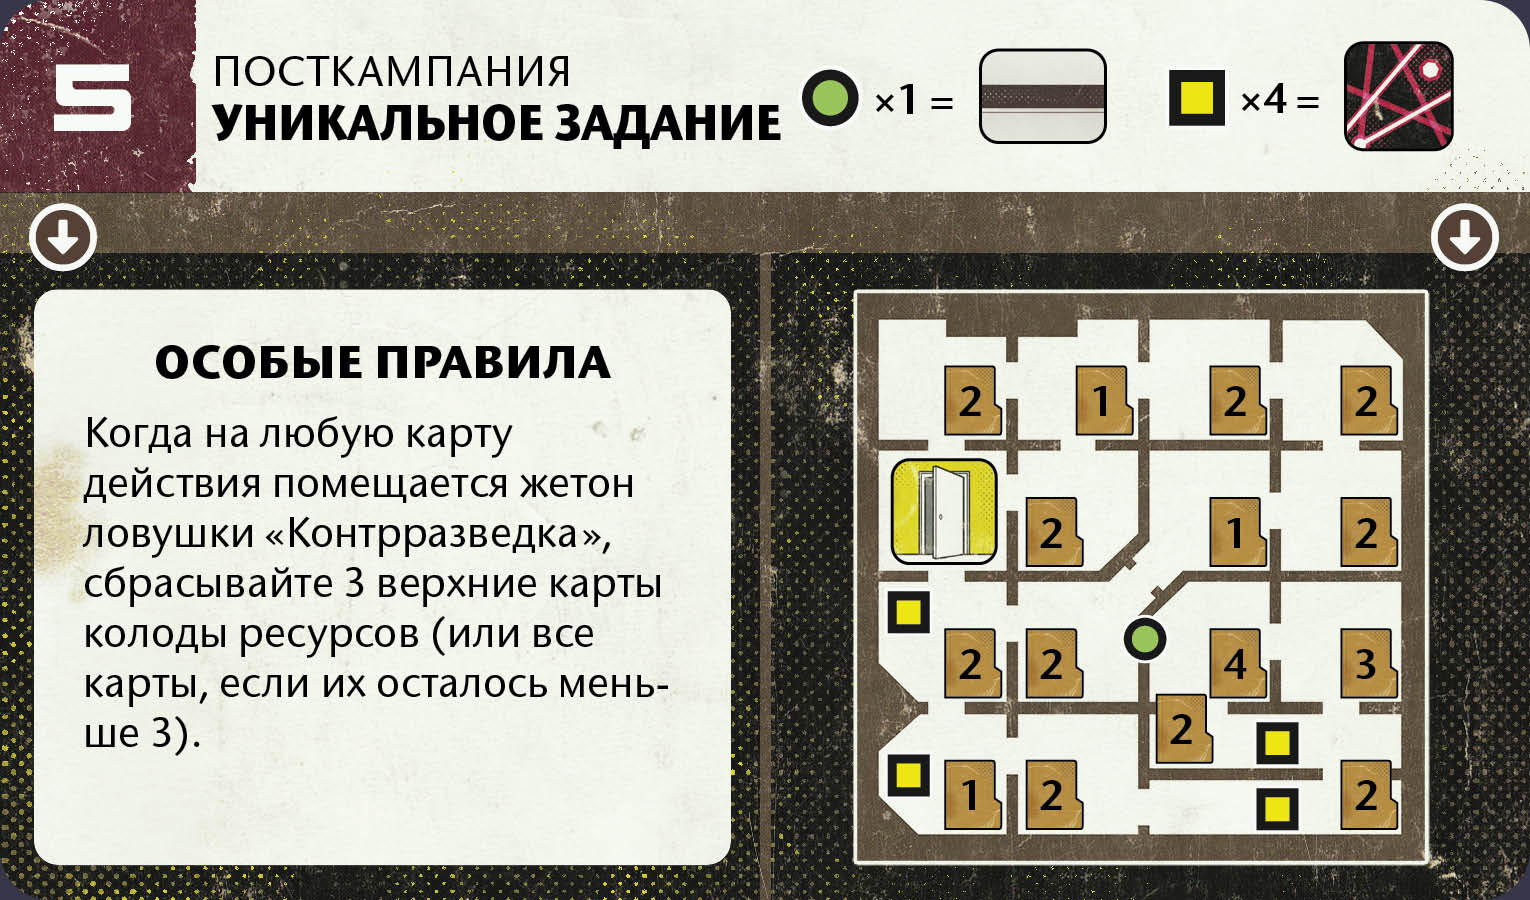 5
ПОСТКАМПАНИЯ
УНИКАЛЬНОЕ ЗАДАНИЕ
×1 =
×4 =
ОСОБЫЕ ПРАВИЛА
Когда на любую карту
действия помещается жетон
ловушки «Контрразведка»,
сбрасывайте 3 верхние карты
колоды ресурсов (или все
карты, если их осталось мень-
ше 3).
2 1 2 2
2 1 2
2 2 4 3
2
1 2 2